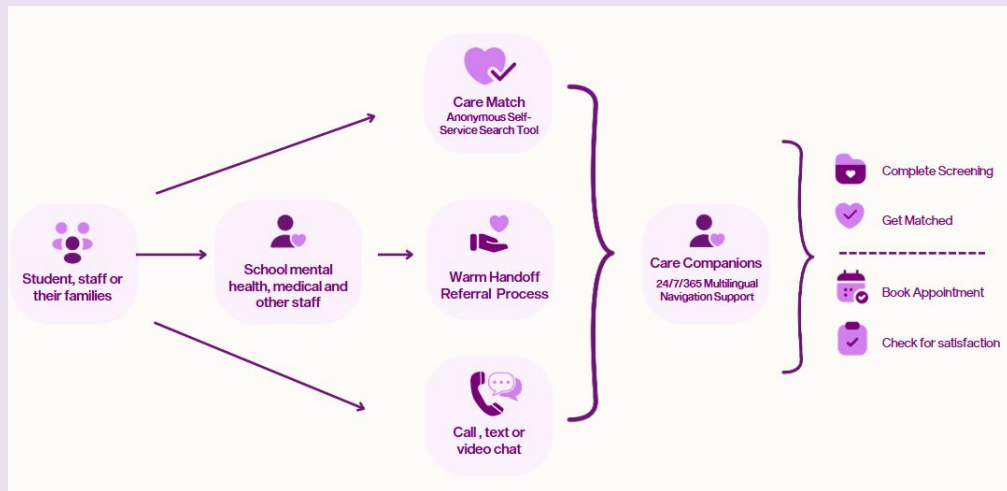 Care Match
Anonymous Self-
Service Search Tool
Student, staff or
their families
School mental
health, medical and
other staff
Warm Handoff
Referral Process
Call , text or
video chat
Care Companions
24/7/365 Multilingual
Navigation Support
Complete Screening
Get Matched
Book Appointment
Check for satisfaction